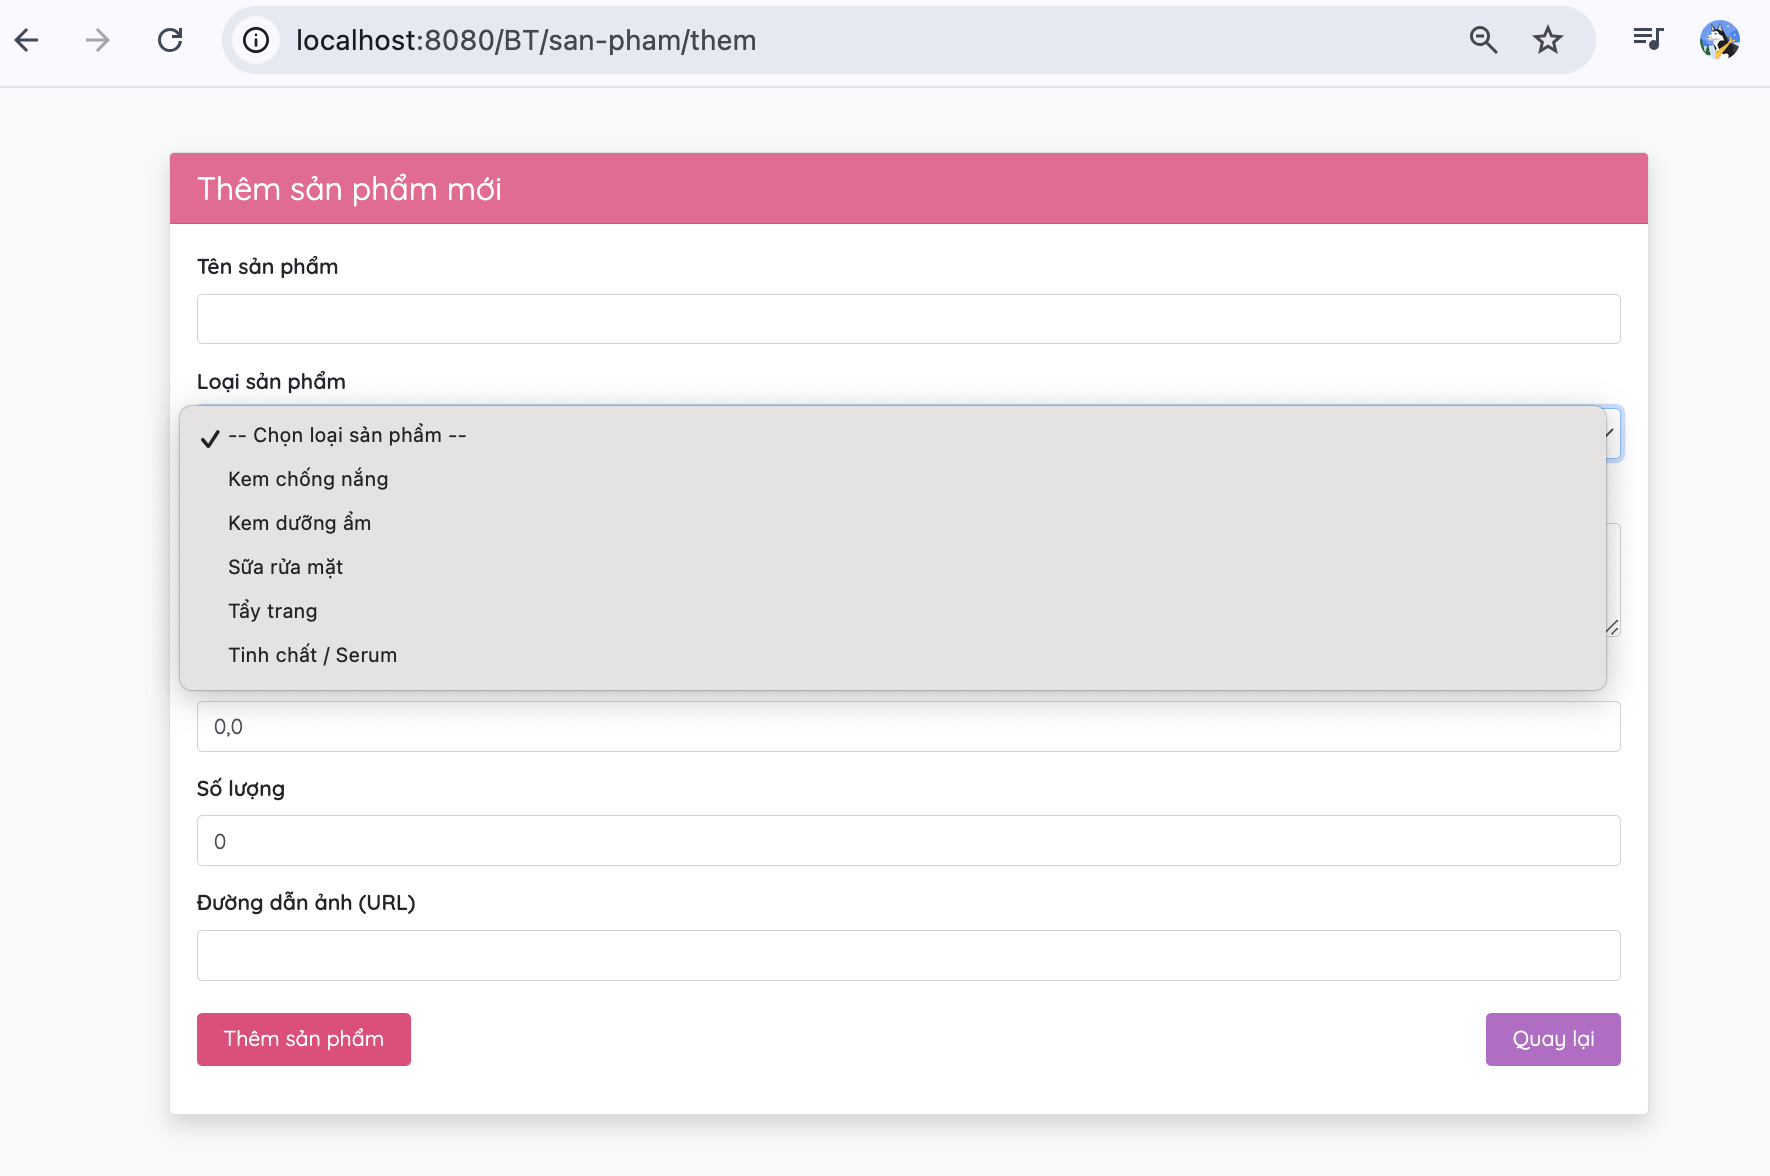 localhost:8080/BT/san-pham/them
Thêm sản phẩm mới
Tên sản phẩm
Loại sản phẩm
-- Chọn loại sản phẩm --
Kem chống nắng
Kem dưỡng ẩm
Sữa rửa mặt
Tẩy trang
Tinh chất / Serum
0,0
Số lượng
0
Đường dẫn ảnh (URL)
Thêm sản phẩm
Quay lại